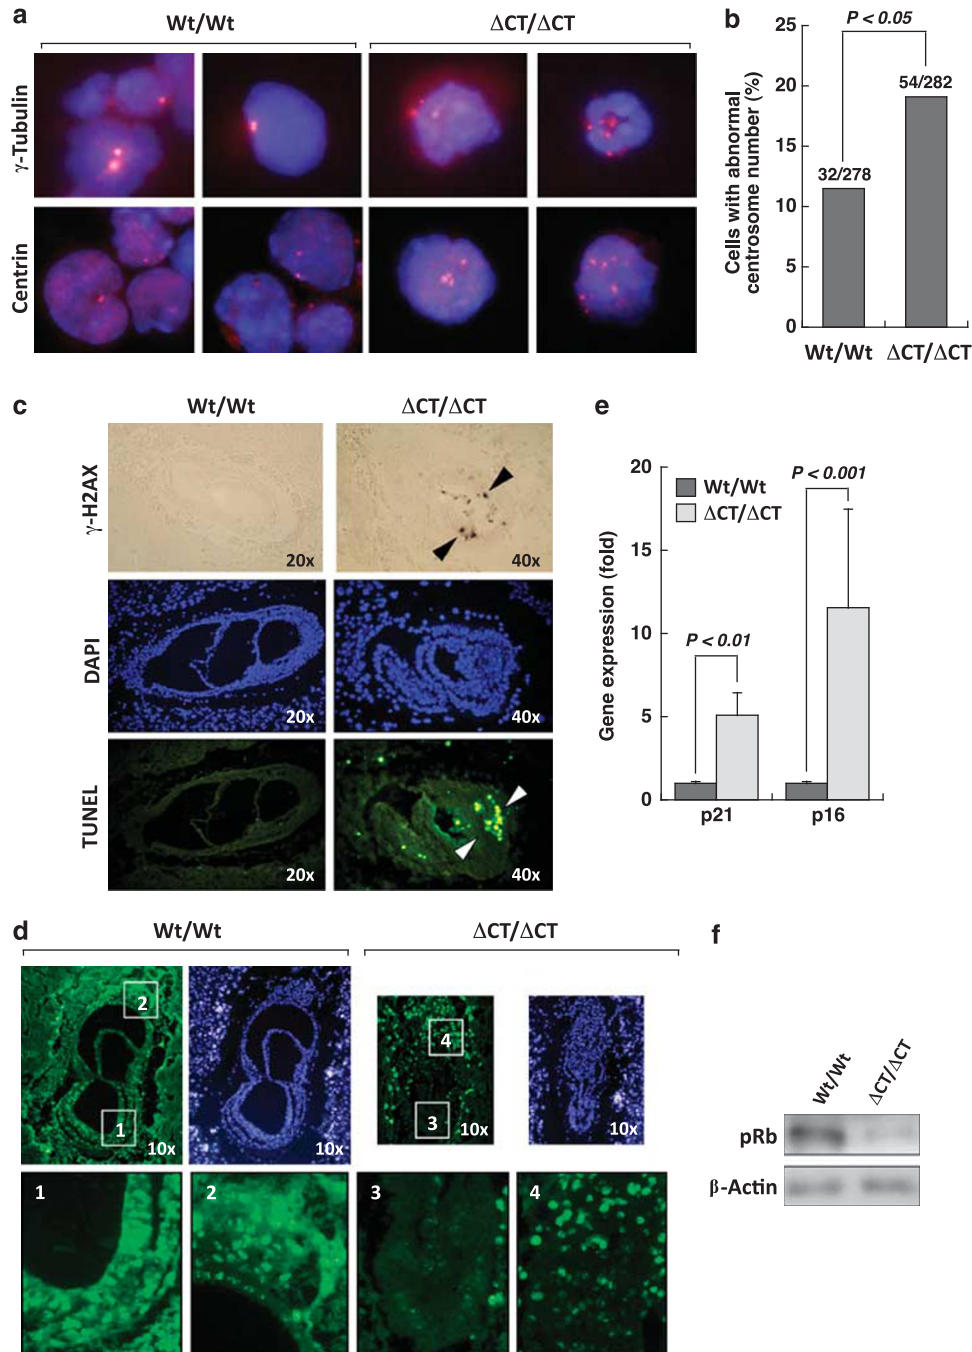 a
Wt/Wt
ΔCT/ΔCT
γ-Tubulin
Centrin
b
P < 0.05
Cells with abnormal
centrosome number (%)
25
20
15
10
5
0
54/282
32/278
Wt/Wt
ΔCT/ΔCT
c
Wt/Wt
ΔCT/ΔCT
γ-H2AX
20x
40x
DAPI
20x
40x
TUNEL
20x
40x
e
Gene expression (fold)
20
15
10
5
0
Wt/Wt
ΔCT/ΔCT
P < 0.001
P < 0.01
p21
p16
d
Wt/Wt
ΔCT/ΔCT
2
1
10x
10x
4
3
10x
10x
1
2
3
4
f
Wt/Wt
ΔCT/ΔCT
pRb
β-Actin